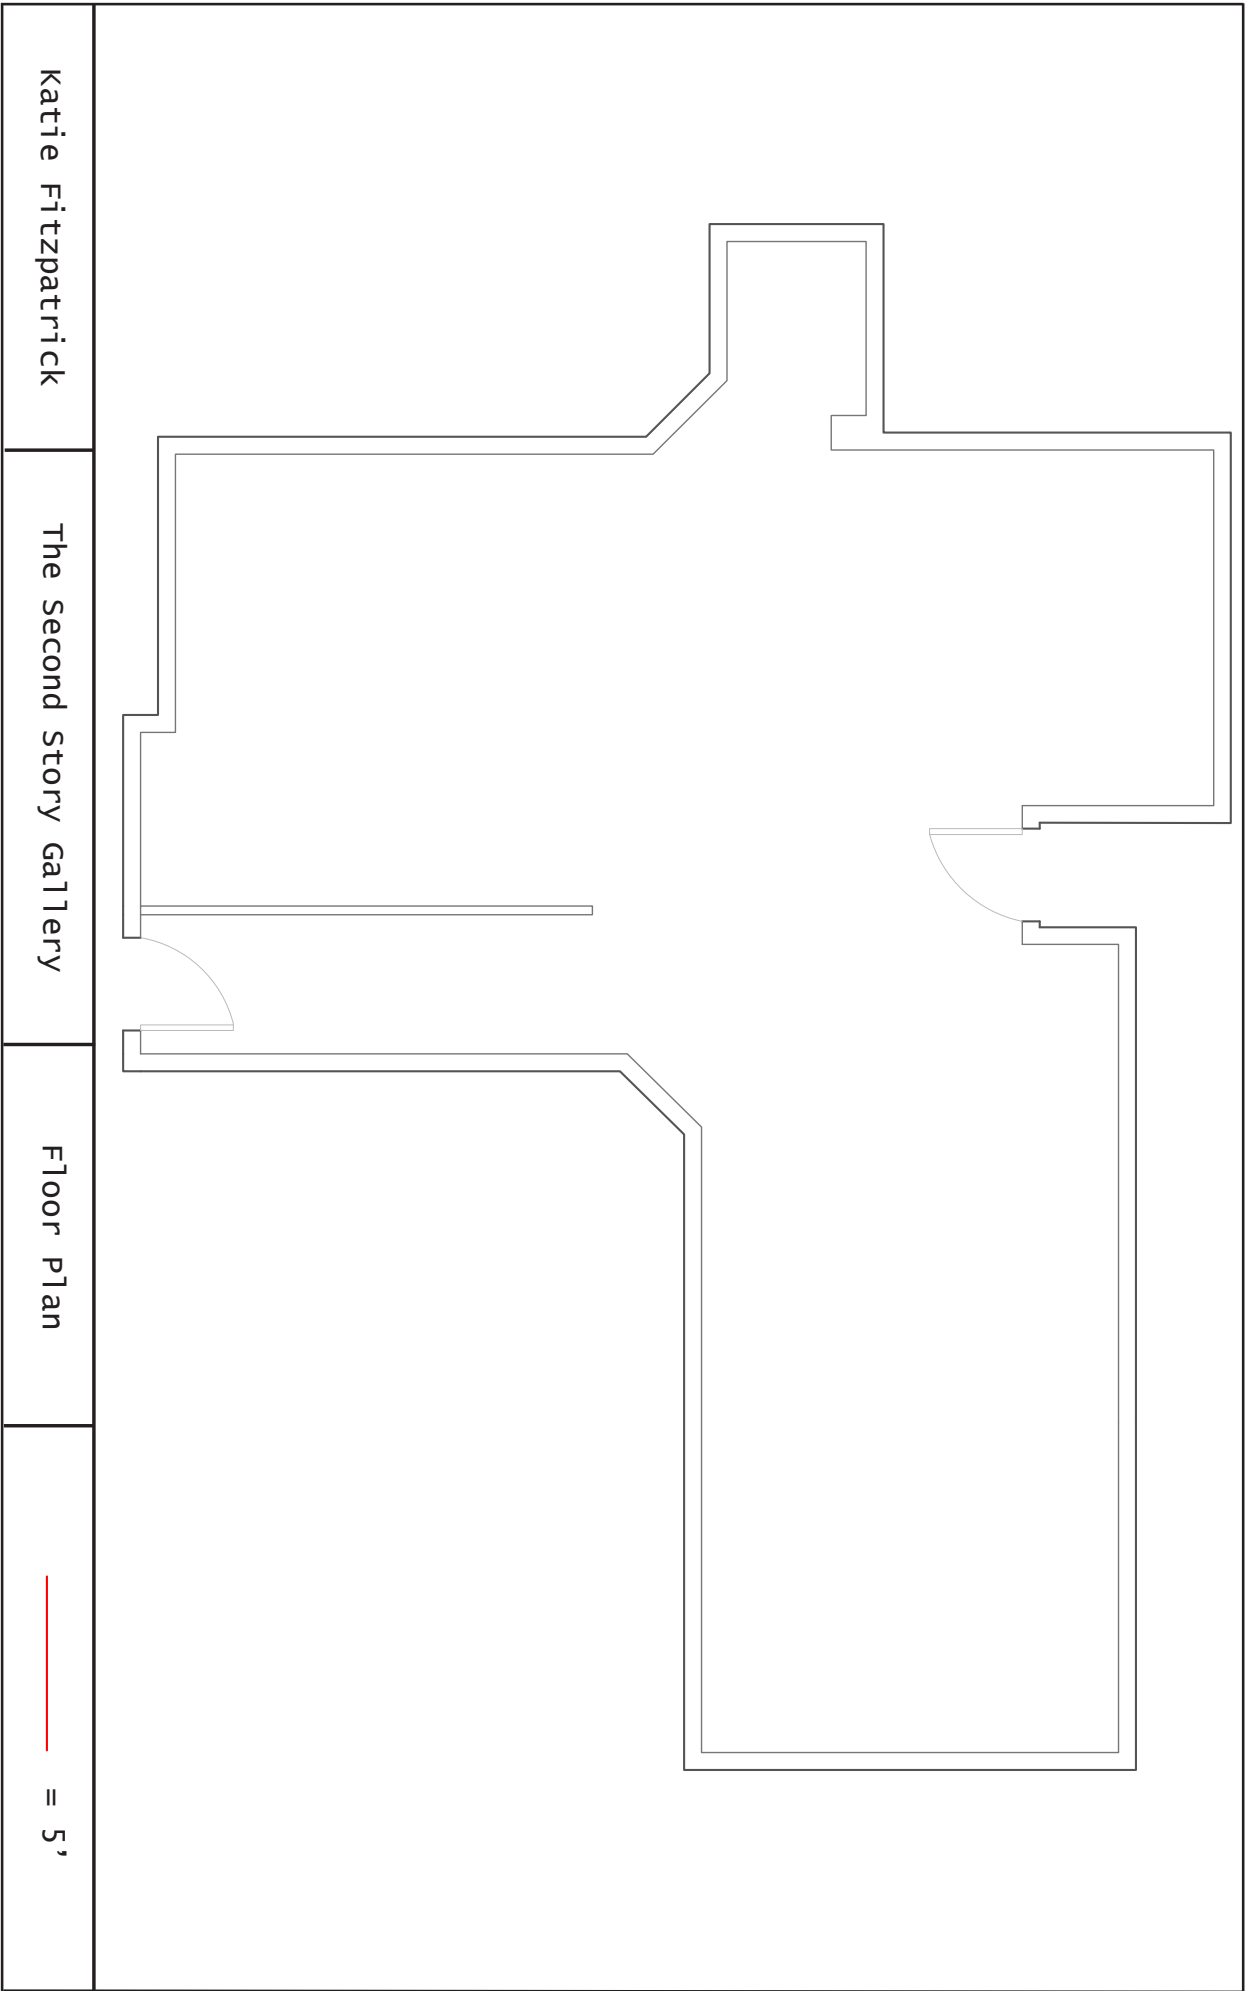 Katie Fitzpatrick
The Second Story Gallery
Floor Plan
= 5’